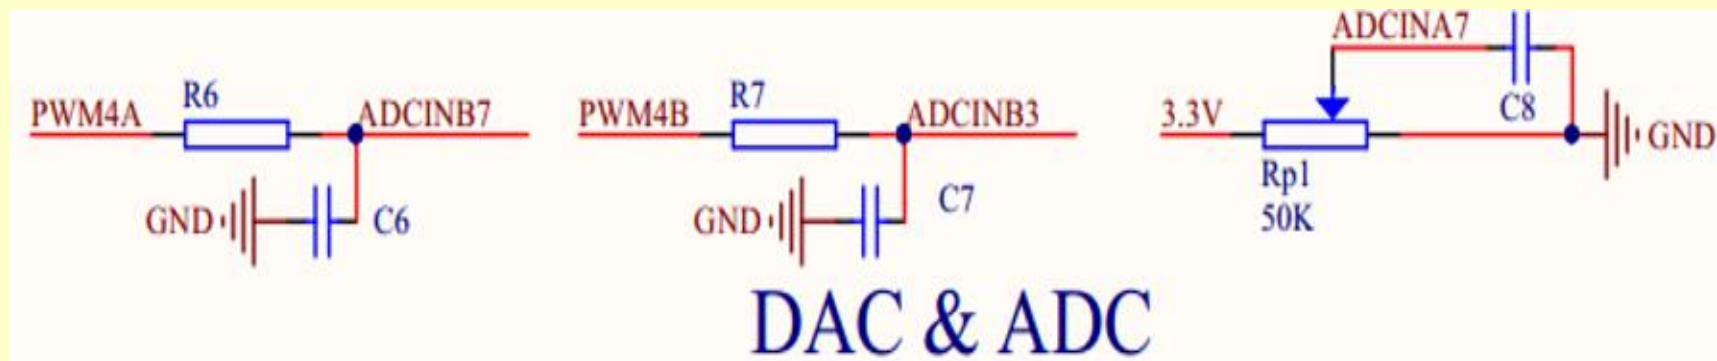 PWM4A R6 ADCINB7
GND C6
PWM4B R7 ADCINB3
GND C7
ADCINA7
C8
3.3V GND
Rp1
50K
DAC & ADC